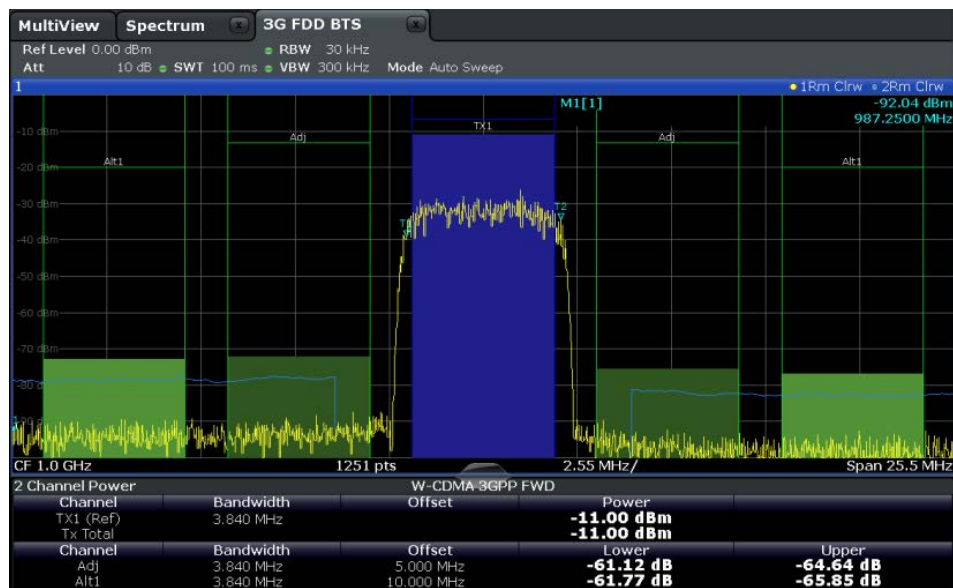 MultiView Spectrum x 3G FDD BTS x
Ref Level 0.00 dBm RBW 30 kHz
Att 10 dB SWT 100 ms VBW 300 kHz Mode Auto Sweep
1 1Rm Clrw 2Rm Clrw
M1[1] -92.04 dBm
987.2500 MHz
TX1
-10 dBm Adj Adj
Alt1 Alt1
-20 dBm
-30 dBm
T1 T2
-40 dBm
-50 dBm
-60 dBm
-70 dBm
-80 d
CF 1.0 GHz 1251 pts 2.55 MHz/ Span 25.5 MHz
2 Channel Power W-CDMA 3GPP FWD
Channel Bandwidth Offset Power
TX1 (Ref) 3.840 MHz -11.00 dBm
Tx Total -11.00 dBm
Channel Bandwidth Offset Lower Upper
Adj 3.840 MHz 5.000 MHz -61.12 dB -64.64 dB
Alt1 3.840 MHz 10.000 MHz -61.77 dB -65.85 dB